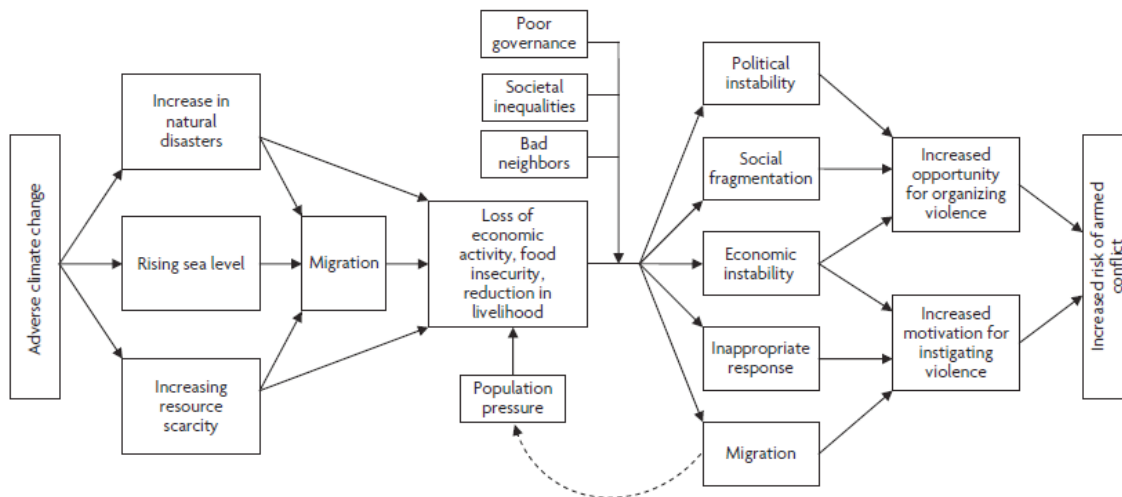 Adverse climate change
Increase in
natural
disasters
Rising sea level
Increasing
resource
scarcity
Migration
Loss of
economic
activity, food
insecurity,
reduction in
livelihood
Population
pressure
Poor
governance
Societal
inequalities
Bad
neighbors
Political
instability
Social
fragmentation
Economic
instability
Inappropriate
response
Migration
Increased
opportunity
for organizing
violence
Increased
motivation for
instigating
violence
Increased risk of armed
conflict